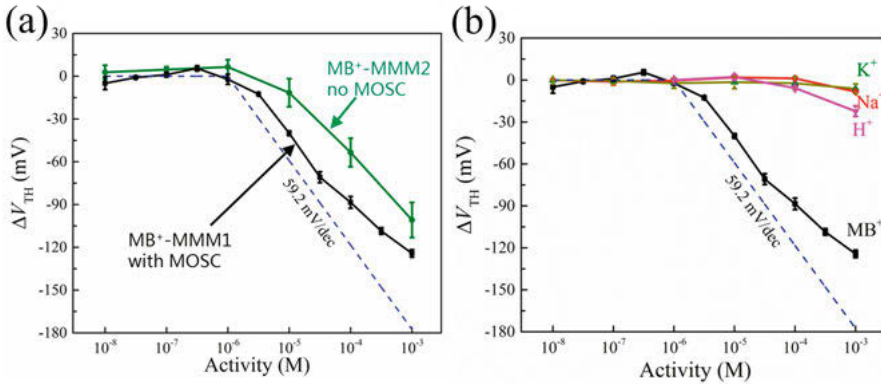 (a)
30
0
-30
-60
-90
-120
-150
-180
ΔV_TH (mV)
MB⁺-MMM2
no MOSC
59.2 mV/dec
MB⁺-MMM1
with MOSC
10⁻⁸ 10⁻⁷ 10⁻⁶ 10⁻⁵ 10⁻⁴ 10⁻³
Activity (M)
(b)
30
0
-30
-60
-90
-120
-150
-180
ΔV_TH (mV)
K⁺
Na⁺
H⁺
59.2 mV/dec
MB⁺
10⁻⁸ 10⁻⁷ 10⁻⁶ 10⁻⁵ 10⁻⁴ 10⁻³
Activity (M)